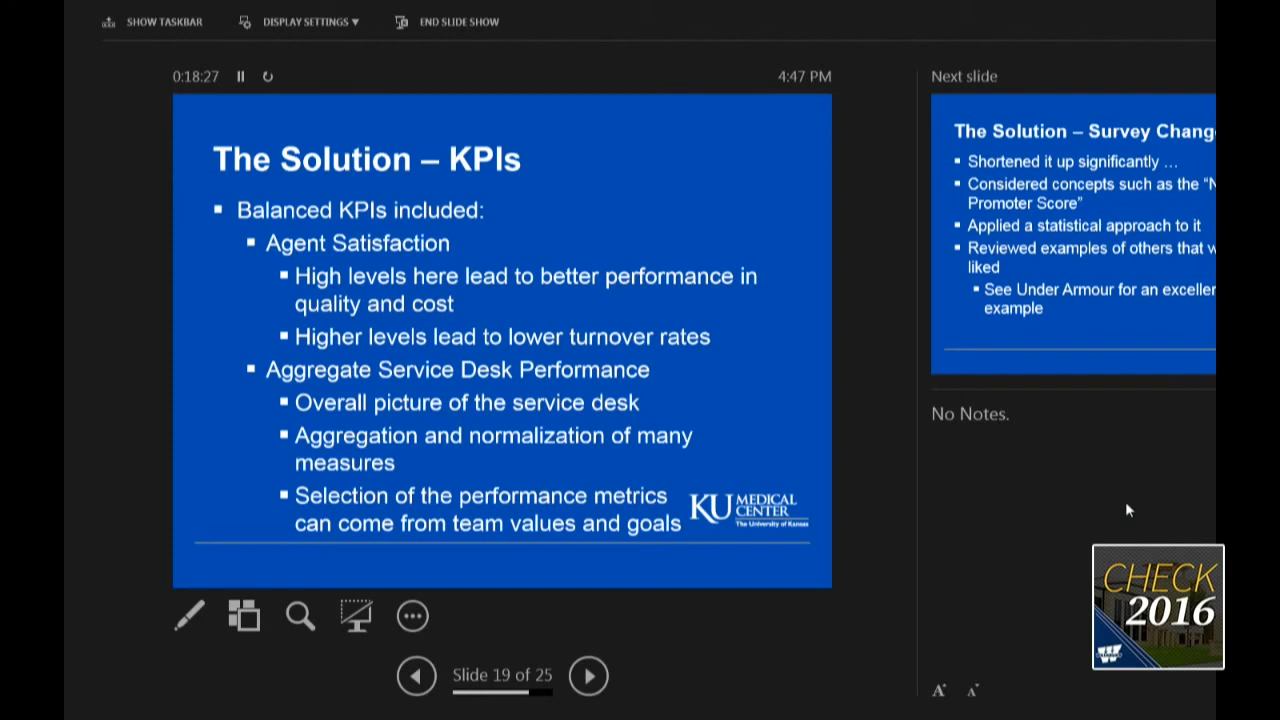 SHOW TASKBAR
DISPLAY SETTINGS ▼
END SLIDE SHOW
0:18:27
4:47 PM
The Solution – KPIs
▪ Balanced KPIs included:
▪ Agent Satisfaction
▪ High levels here lead to better performance in
quality and cost
▪ Higher levels lead to lower turnover rates
▪ Aggregate Service Desk Performance
▪ Overall picture of the service desk
▪ Aggregation and normalization of many
measures
▪ Selection of the performance metrics
can come from team values and goals
KU MEDICAL
CENTER
The University of Kansas
Slide 19 of 25
Next slide
The Solution – Survey Chang
▪ Shortened it up significantly …
▪ Considered concepts such as the “N
Promoter Score”
▪ Applied a statistical approach to it
▪ Reviewed examples of others that w
liked
▪ See Under Armour for an exceller
example
No Notes.
CHECK
2016
A A